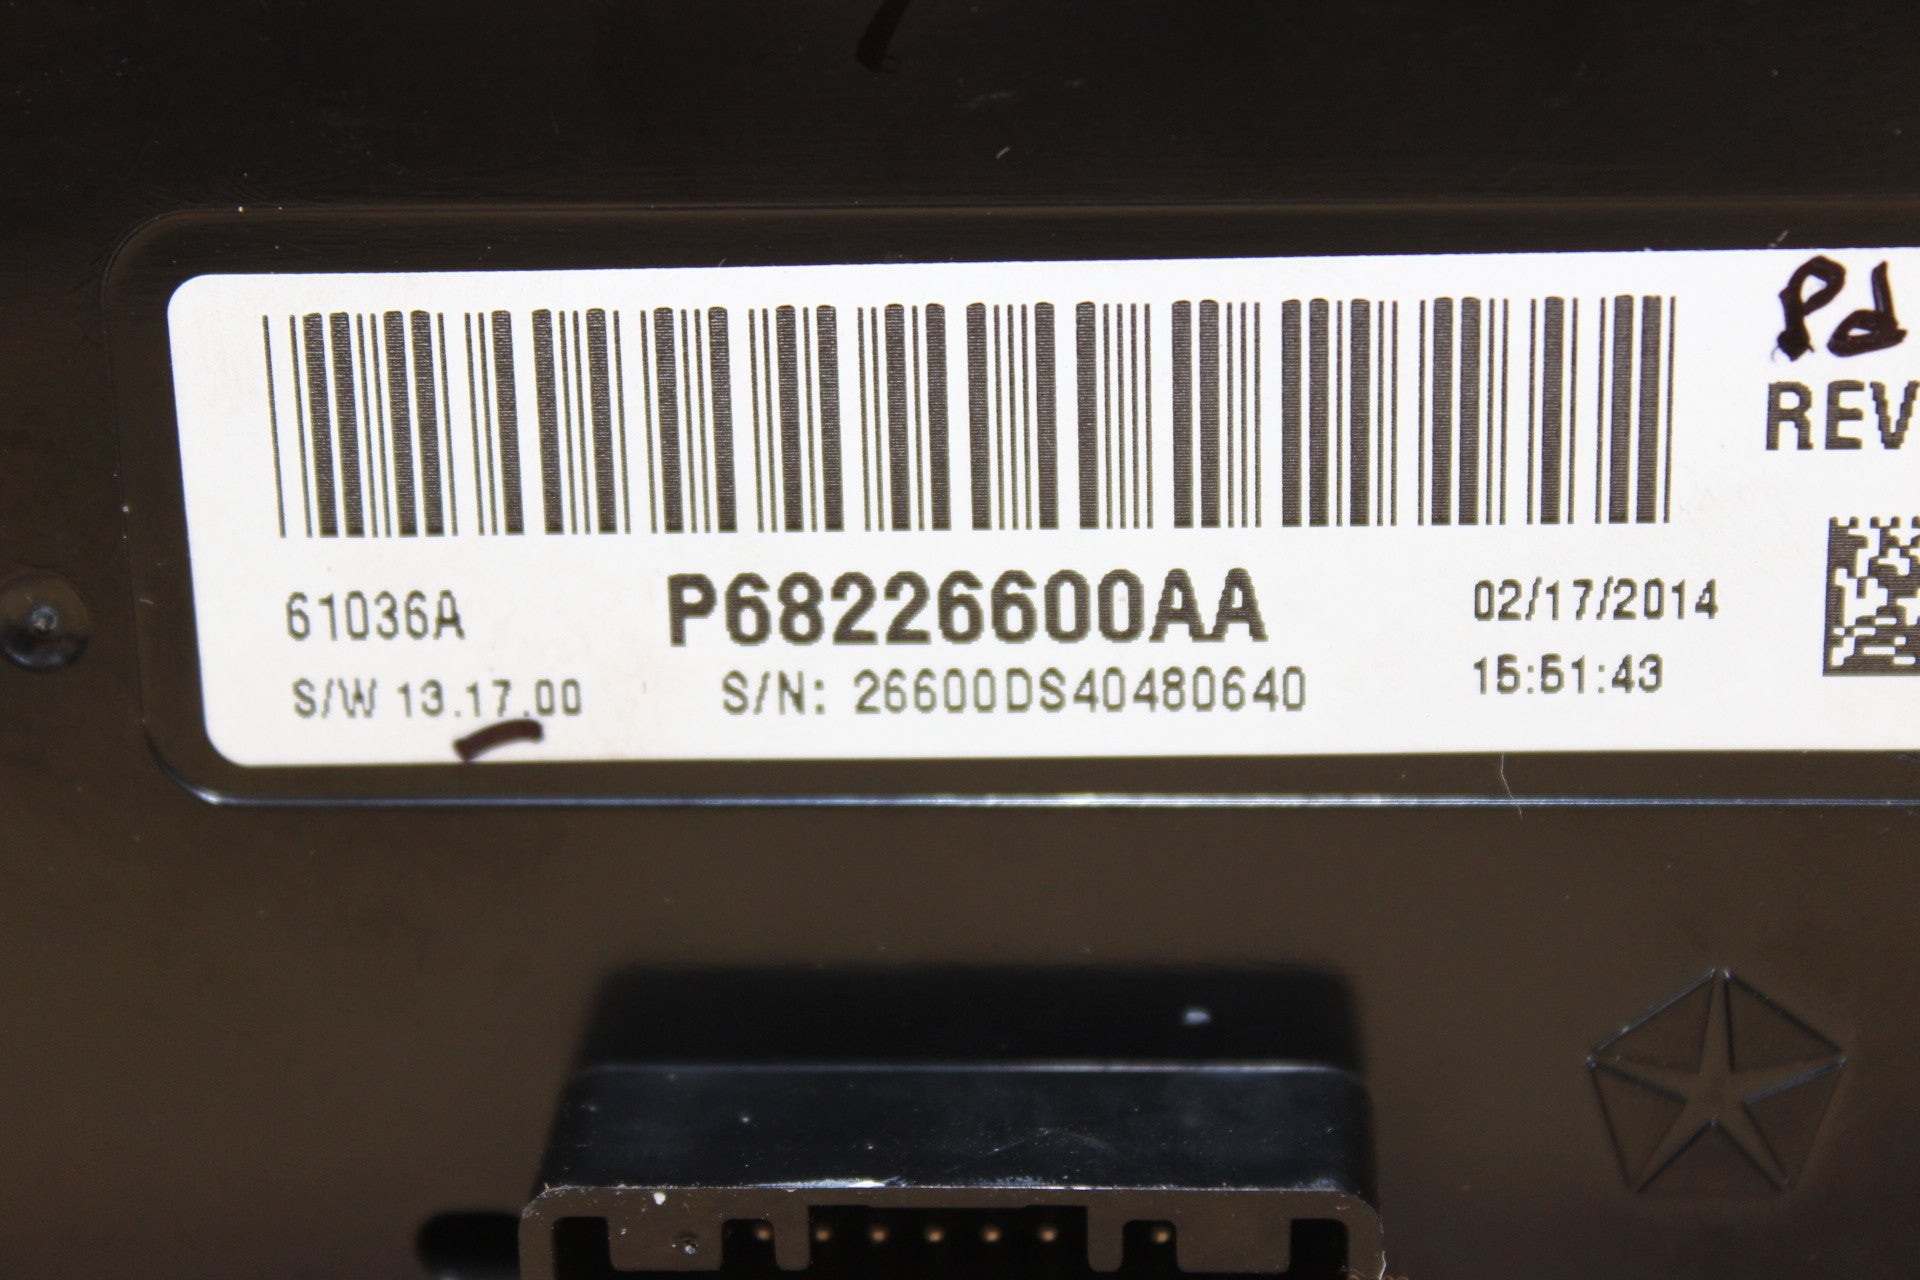 Pd
REV
61036A P68226600AA 02/17/2014
S/W 13.17.00 S/N: 26600DS40480640 15:51:43